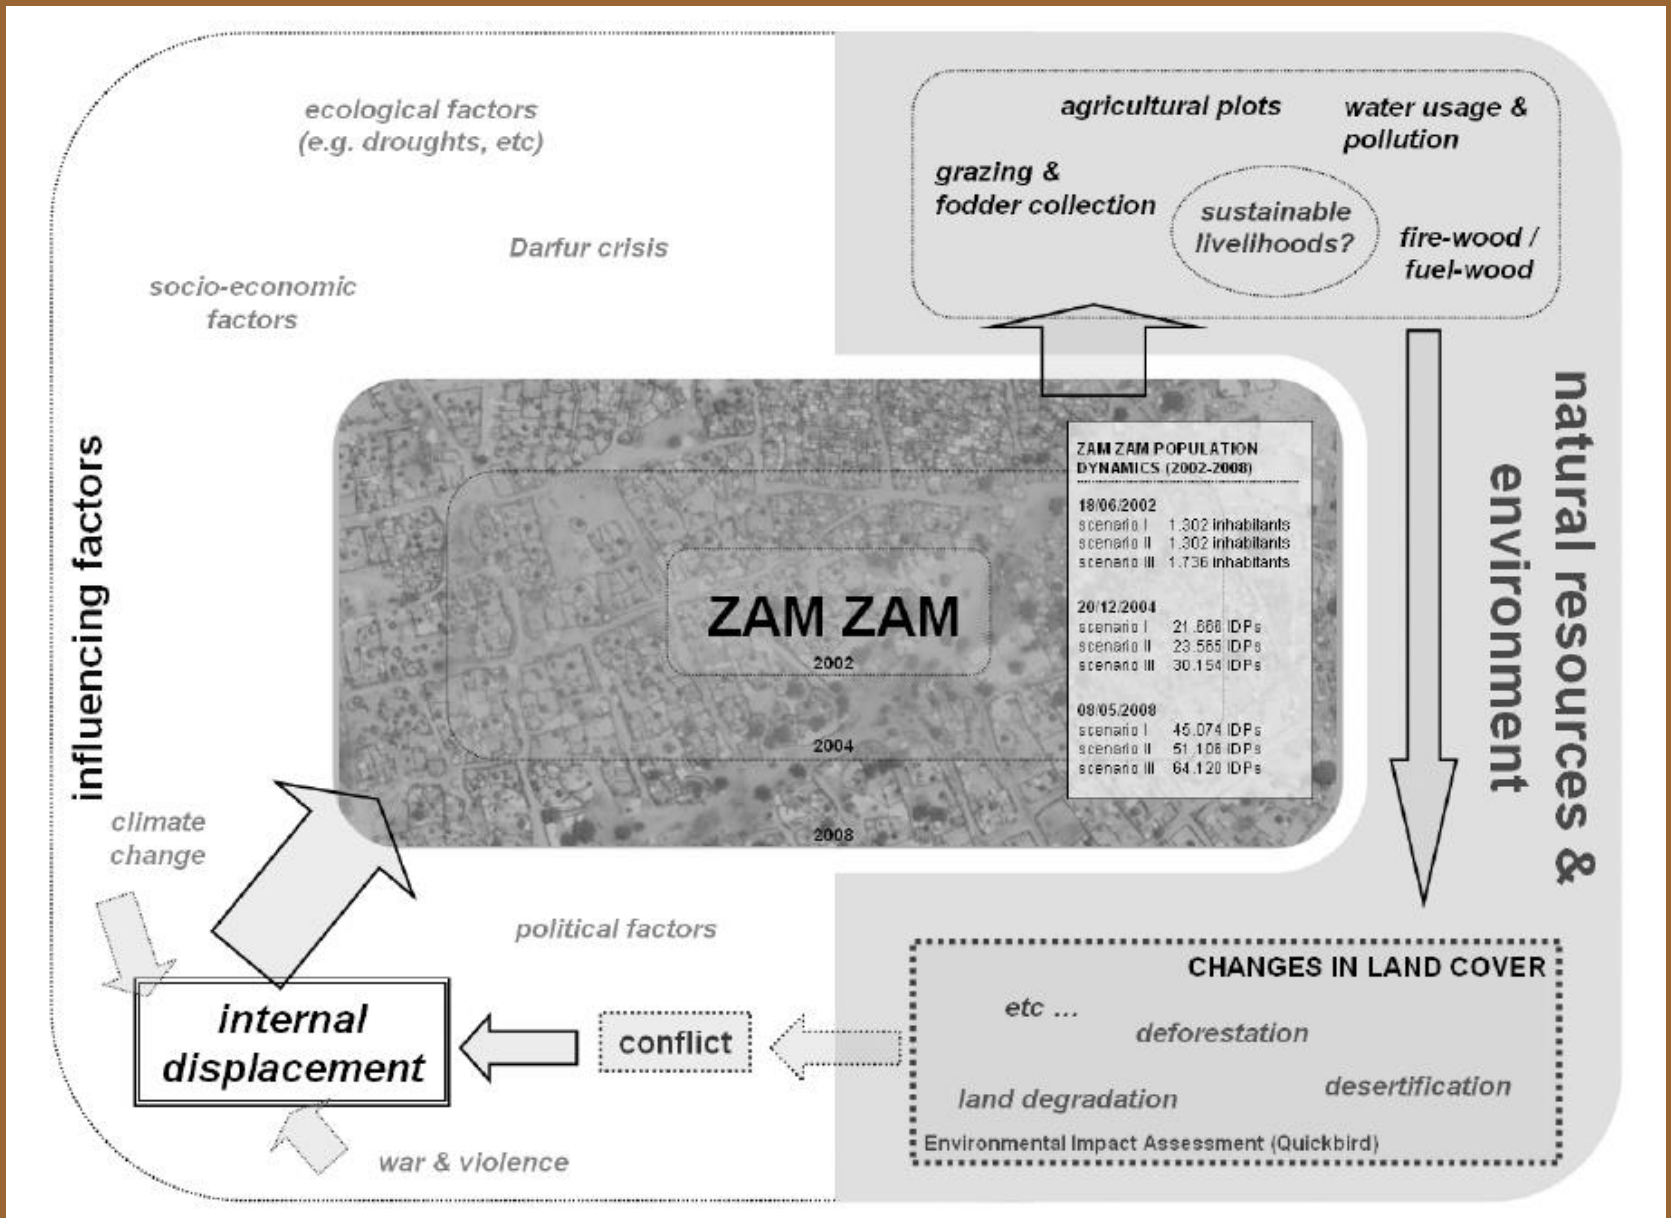 ecological factors
(e.g. droughts, etc)
Darfur crisis
socio-economic
factors
influencing factors
climate
change
agricultural plots
water usage &
pollution
grazing &
fodder collection
sustainable
livelihoods?
fire-wood /
fuel-wood
natural resources &
environment
ZAM ZAM
2002
2004
2008
ZAM ZAM POPULATION
DYNAMICS (2002-2008)
18/06/2002
scenario I 1.302 inhabitants
scenario II 1.302 inhabitants
scenario III 1.736 inhabitants
20/12/2004
scenario I 21.666 IDPs
scenario II 23.565 IDPs
scenario III 30.154 IDPs
08/05/2008
scenario I 45.074 IDPs
scenario II 51.106 IDPs
scenario III 64.120 IDPs
political factors
internal
displacement
conflict
war & violence
CHANGES IN LAND COVER
etc ...
deforestation
desertification
land degradation
Environmental Impact Assessment (Quickbird)